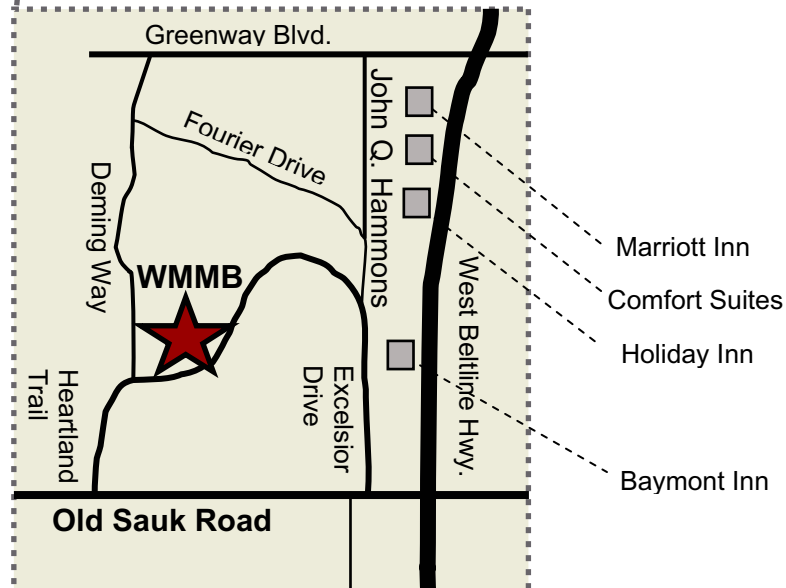 Greenway Blvd.
John Q. Hammons
Fourier Drive
Deming Way
WMMB
Marriott Inn
Comfort Suites
West Beltline Hwy.
Holiday Inn
Heartland
Trail
Excelsior
Drive
Baymont Inn
Old Sauk Road